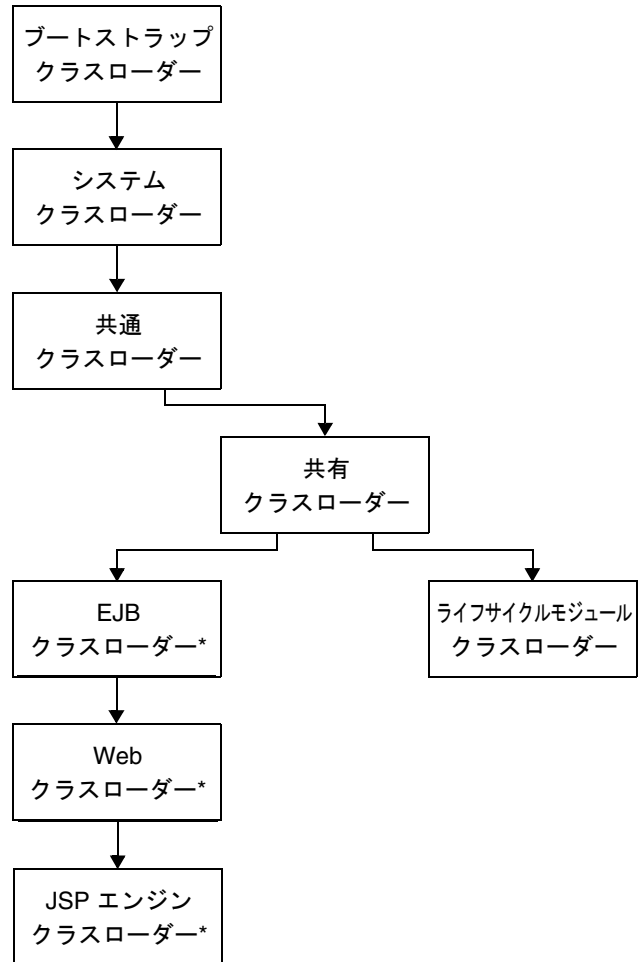 ブートストラップ
クラスローダー
システム
クラスローダー
共通
クラスローダー
共有
クラスローダー
EJB
クラスローダー*
ライフサイクルモジュール
クラスローダー
Web
クラスローダー*
JSP エンジン
クラスローダー*